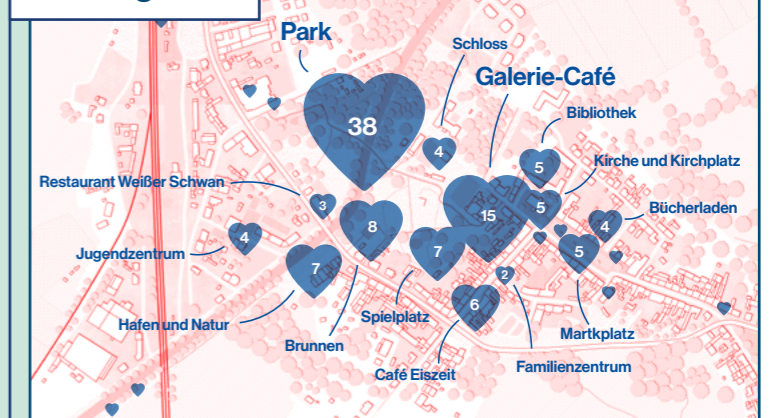 Park
Schloss
Galerie-Café
Bibliothek
38
4
5
Kirche und Kirchplatz
Restaurant Weißer Schwan
3
15
5
Bücherladen
4
8
4
Jugendzentrum
7
5
7
2
6
Hafen und Natur
Spielplatz
Martkplatz
Brunnen
Familienzentrum
Café Eiszeit